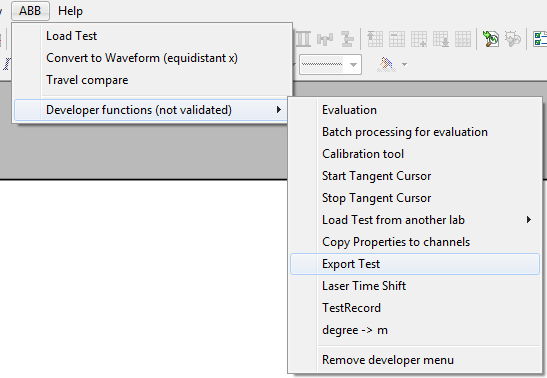 ABB Help
Load Test
Convert to Waveform (equidistant x)
Travel compare
Developer functions (not validated)
Evaluation
Batch processing for evaluation
Calibration tool
Start Tangent Cursor
Stop Tangent Cursor
Load Test from another lab
Copy Properties to channels
Export Test
Laser Time Shift
TestRecord
degree -> m
Remove developer menu